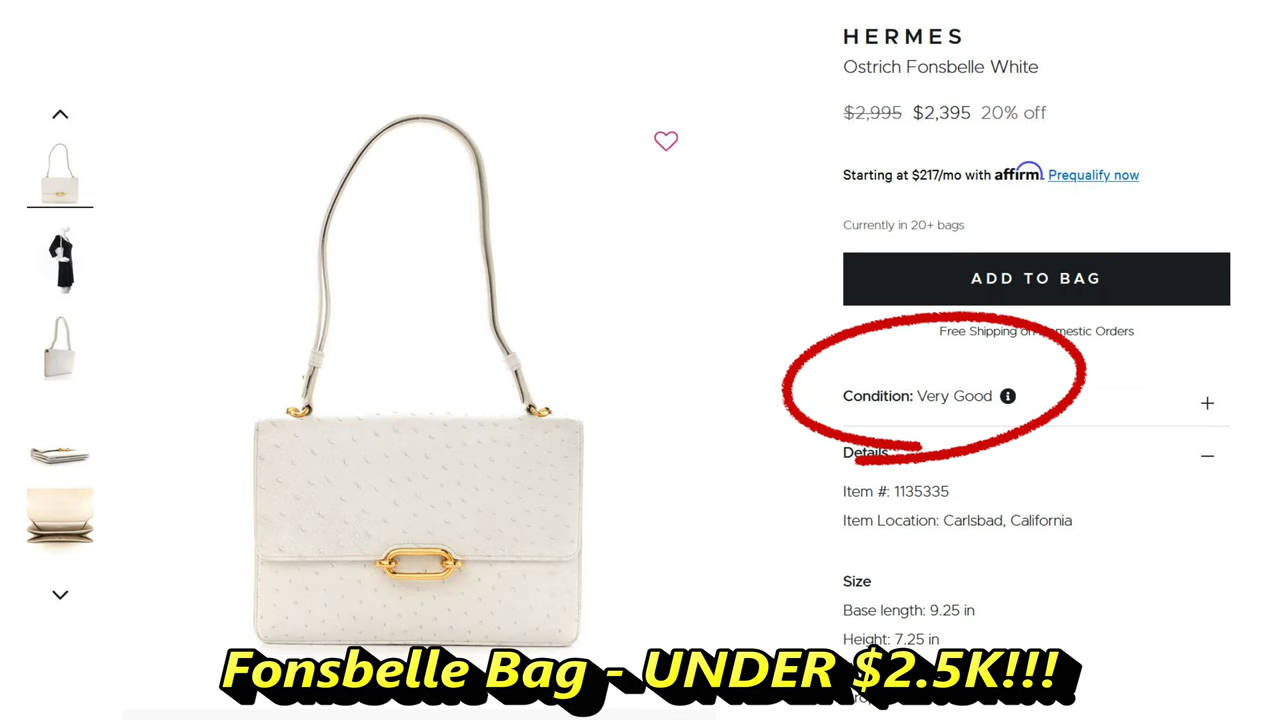 HERMES
Ostrich Fonsbelle White
$2,995 $2,395 20% off
Starting at $217/mo with affirm. Prequalify now
Currently in 20+ bags
ADD TO BAG
Free Shipping on Domestic Orders
Condition: Very Good
Details
Item #: 1135335
Item Location: Carlsbad, California
Size
Base length: 9.25 in
Height: 7.25 in
Fonsbelle Bag - UNDER $2.5K!!!